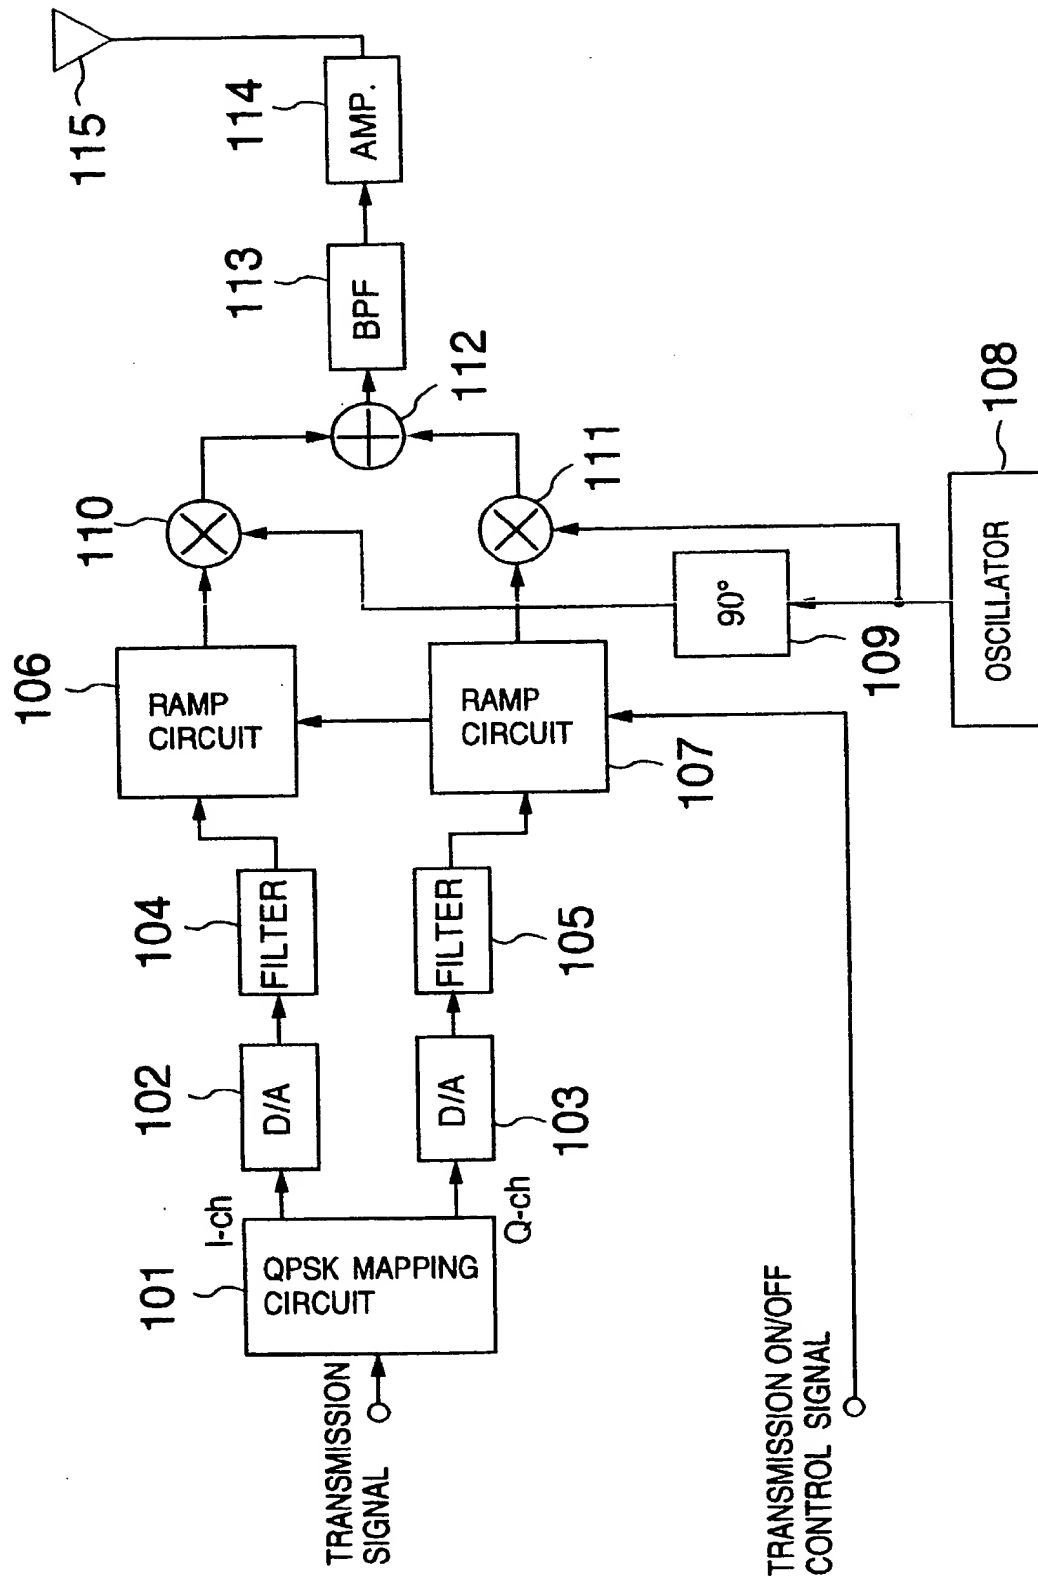 TRANSMISSION
SIGNAL
101
QPSK MAPPING
CIRCUIT
I-ch
Q-ch
102
D/A
103
D/A
104
FILTER
105
FILTER
106
RAMP
CIRCUIT
107
RAMP
CIRCUIT
TRANSMISSION ON/OFF
CONTROL SIGNAL
108
OSCILLATOR
109
90°
110
111
112
113
BPF
114
AMP.
115